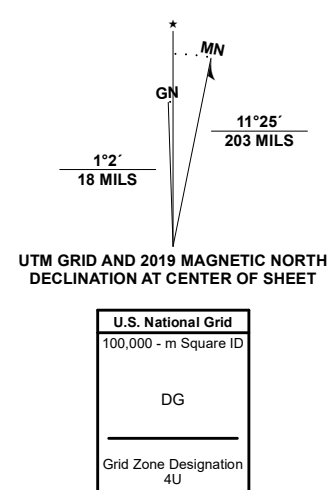 ★
MN
GN
11°25´
203 MILS
1°2´
18 MILS
UTM GRID AND 2019 MAGNETIC NORTH
DECLINATION AT CENTER OF SHEET
U.S. National Grid
100,000 - m Square ID
DG
Grid Zone Designation
4U